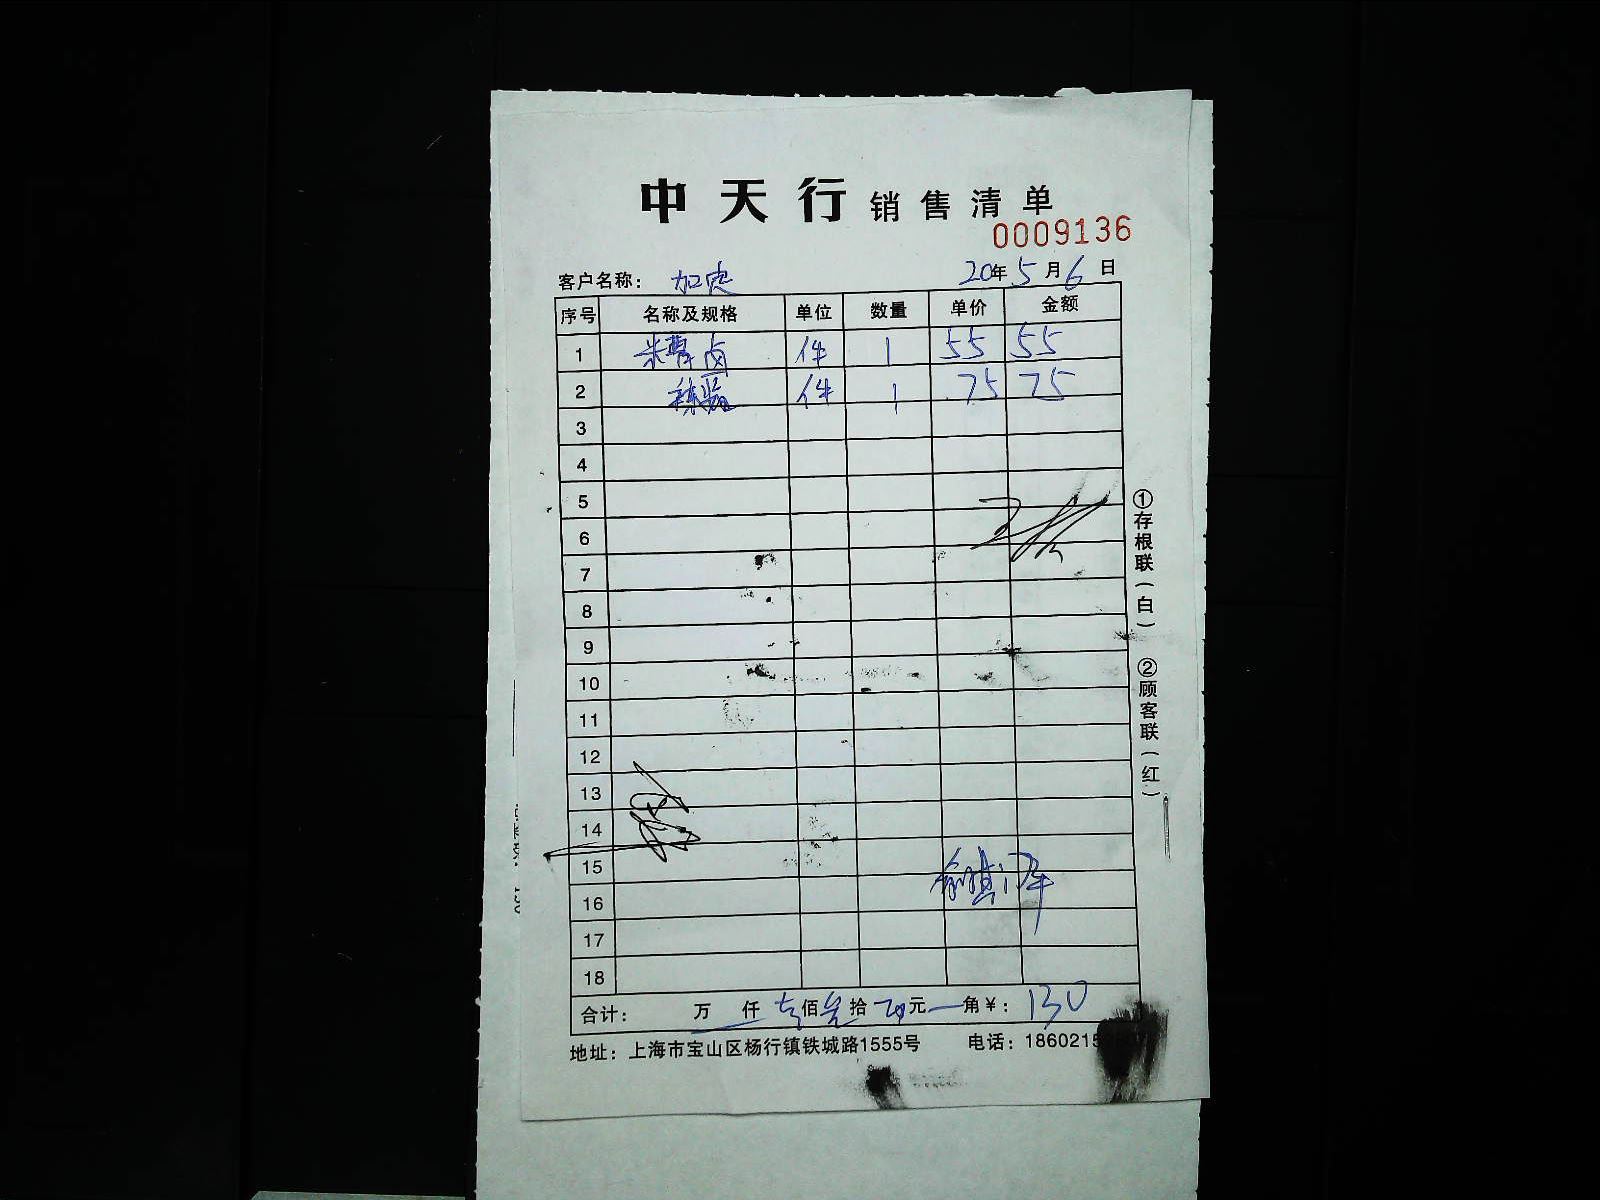 中天行 销售清单
0009136
客户名称： 加定 20年5月6日
序号 名称及规格 单位 数量 单价 金额
1 件 1 55 55
2 件 1 75 75
3
4
5
6
7
8
9
10
11
12
13
14
15
16
17
18
合计： 万 仟 壹佰叁拾 元 角￥：130
地址：上海市宝山区杨行镇铁城路1555号 电话：1860215
①存根联（白） ②顾客联（红）